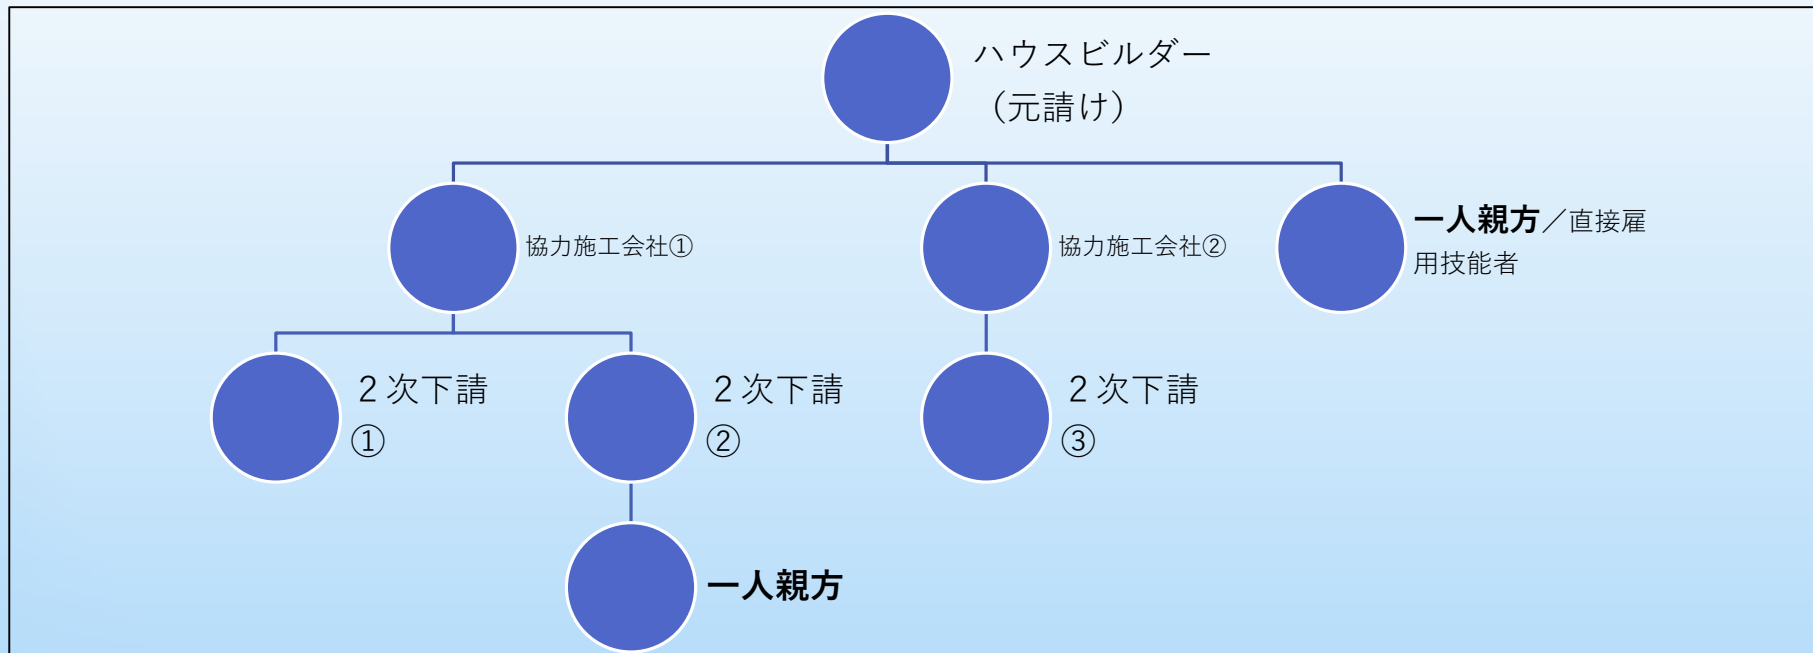 ハウスビルダー
（元請け）
協力施工会社①
協力施工会社②
一人親方／直接雇
用技能者
２次下請
①
２次下請
②
２次下請
③
一人親方